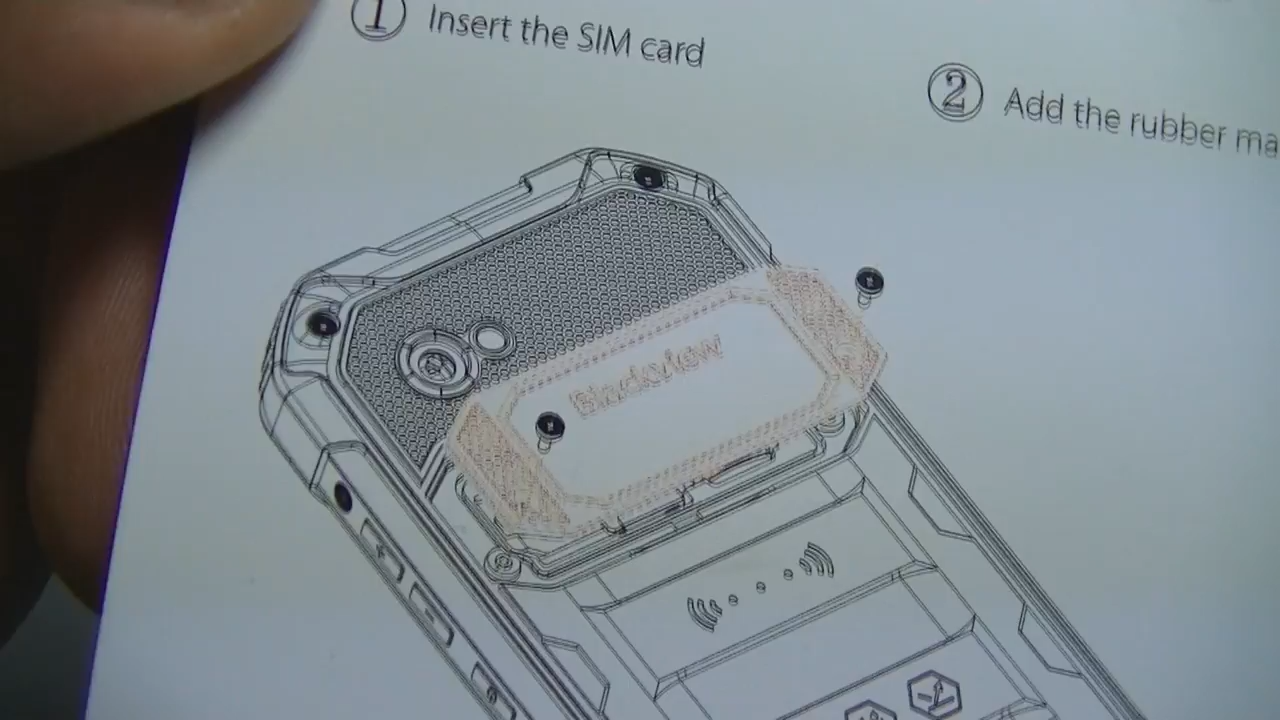 ① Insert the SIM card
② Add the rubber ma
Blackview